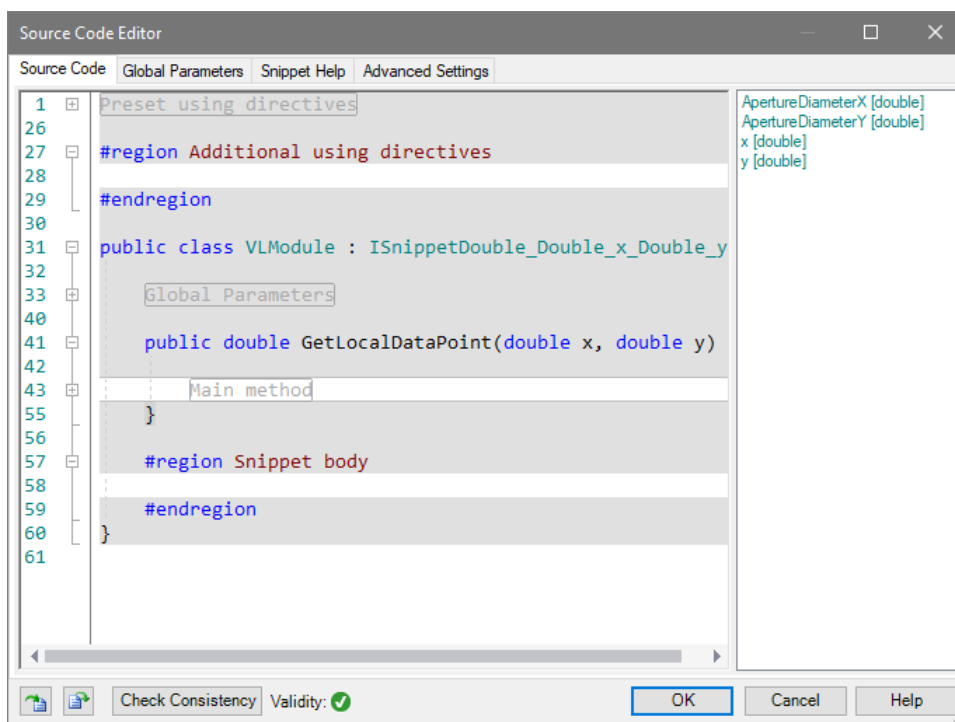 Source Code Editor
Source Code Global Parameters Snippet Help Advanced Settings
1 Preset using directives
26
27 #region Additional using directives
28
29 #endregion
30
31 public class VLModule : ISnippetDouble_Double_x_Double_y
32
33 Global Parameters
40
41 public double GetLocalDataPoint(double x, double y)
42
43 Main method
55 }
56
57 #region Snippet body
58
59 #endregion
60 }
61
ApertureDiameterX [double]
ApertureDiameterY [double]
x [double]
y [double]
Check Consistency Validity: OK Cancel Help